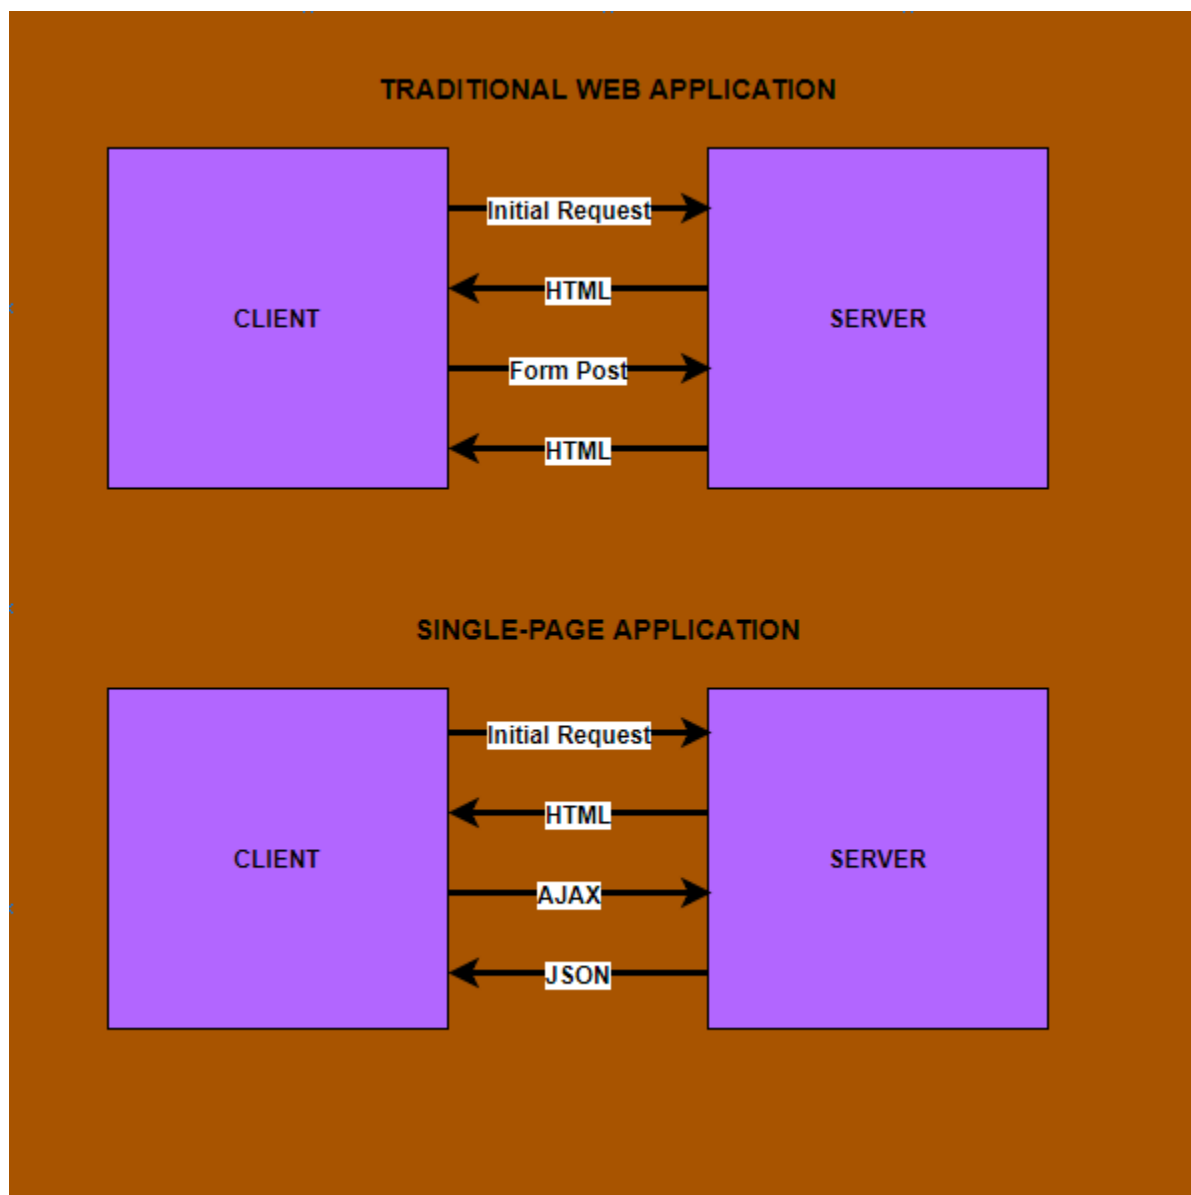 TRADITIONAL WEB APPLICATION
Initial Request
HTML
CLIENT
SERVER
Form Post
HTML
SINGLE-PAGE APPLICATION
Initial Request
HTML
CLIENT
SERVER
AJAX
JSON